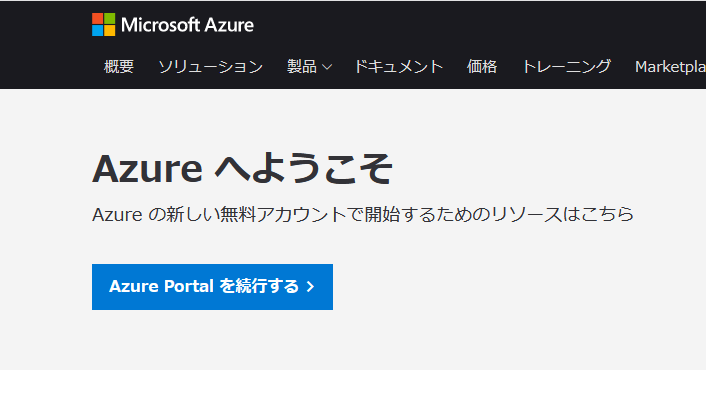 Microsoft Azure
概要 ソリューション 製品 ドキュメント 価格 トレーニング Marketpla
Azure へようこそ
Azure の新しい無料アカウントで開始するためのリソースはこちら
Azure Portal を続行する